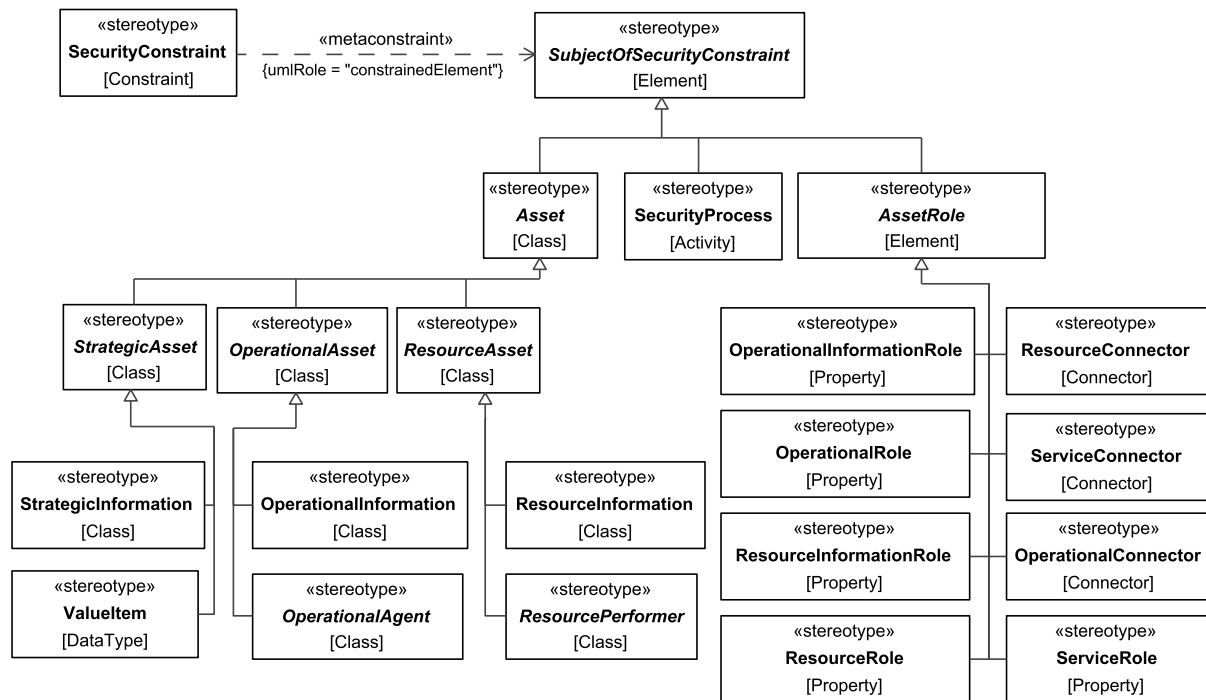 «stereotype»
SecurityConstraint
[Constraint]
«metaconstraint»
{umlRole = "constrainedElement"}
«stereotype»
SubjectOfSecurityConstraint
[Element]
«stereotype»
Asset
[Class]
«stereotype»
SecurityProcess
[Activity]
«stereotype»
AssetRole
[Element]
«stereotype»
StrategicAsset
[Class]
«stereotype»
OperationalAsset
[Class]
«stereotype»
ResourceAsset
[Class]
«stereotype»
OperationalInformationRole
[Property]
«stereotype»
ResourceConnector
[Connector]
«stereotype»
OperationalRole
[Property]
«stereotype»
ServiceConnector
[Connector]
«stereotype»
StrategicInformation
[Class]
«stereotype»
OperationalInformation
[Class]
«stereotype»
ResourceInformation
[Class]
«stereotype»
ResourceInformationRole
[Property]
«stereotype»
OperationalConnector
[Connector]
«stereotype»
ValueItem
[DataType]
«stereotype»
OperationalAgent
[Class]
«stereotype»
ResourcePerformer
[Class]
«stereotype»
ResourceRole
[Property]
«stereotype»
ServiceRole
[Property]